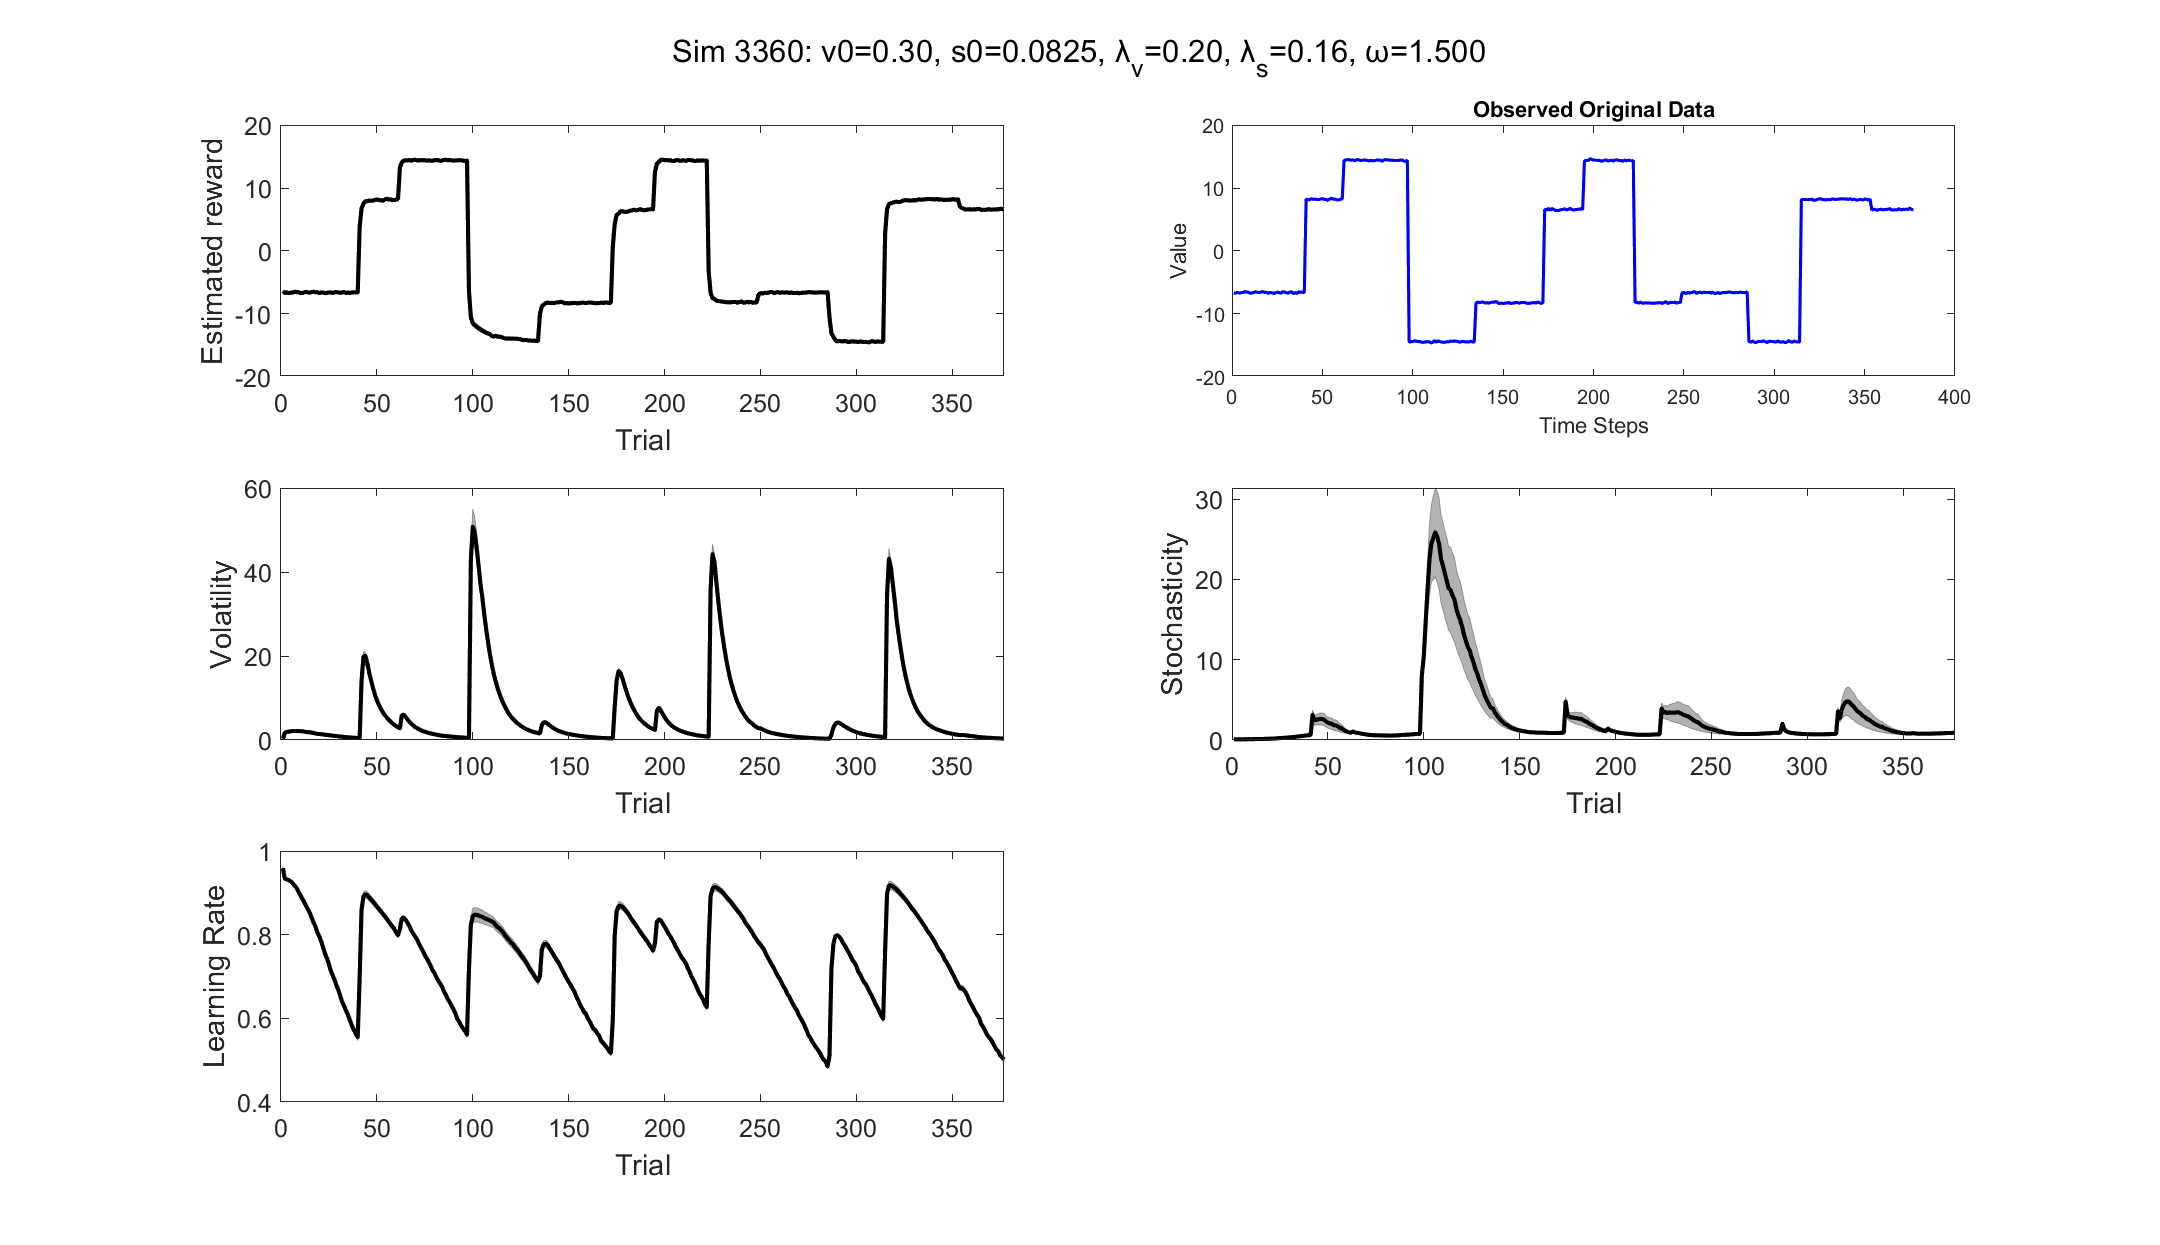 Sim 3360: v0=0.30, s0=0.0825, λ_v=0.20, λ_s=0.16, ω=1.500
20
10
0
-10
-20
Estimated reward
0 50 100 150 200 250 300 350
Trial
Observed Original Data
20
10
0
-10
-20
Value
0 50 100 150 200 250 300 350 400
Time Steps
60
40
20
0
Volatility
0 50 100 150 200 250 300 350
Trial
30
20
10
0
Stochasticity
0 50 100 150 200 250 300 350
Trial
1
0.8
0.6
0.4
Learning Rate
0 50 100 150 200 250 300 350
Trial